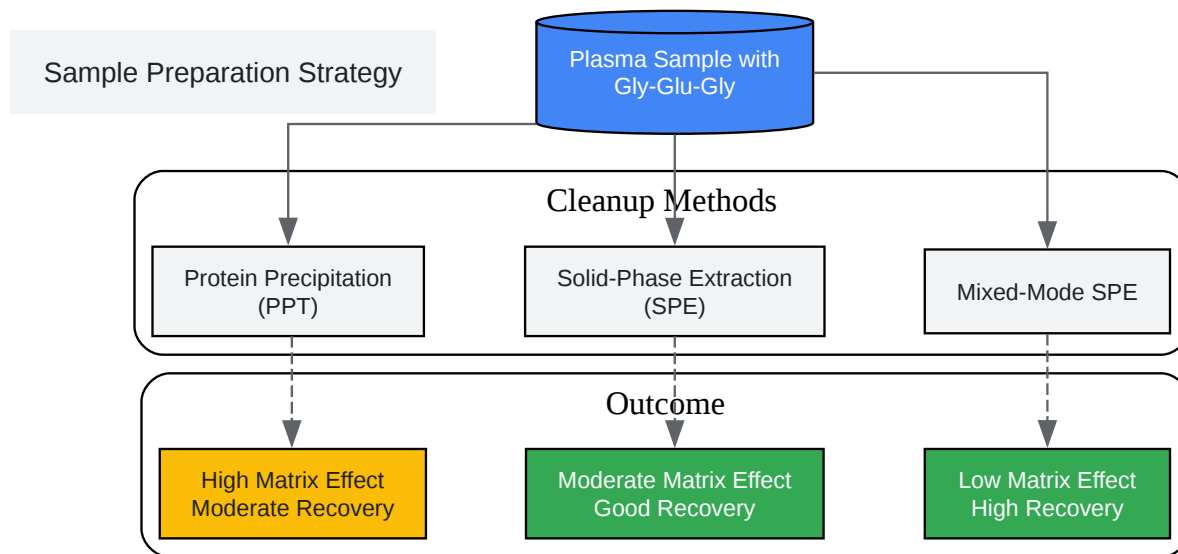 Sample Preparation Strategy
Plasma Sample with
Gly-Glu-Gly
Cleanup Methods
Protein Precipitation
(PPT)
Solid-Phase Extraction
(SPE)
Mixed-Mode SPE
Outcome
High Matrix Effect
Moderate Recovery
Moderate Matrix Effect
Good Recovery
Low Matrix Effect
High Recovery